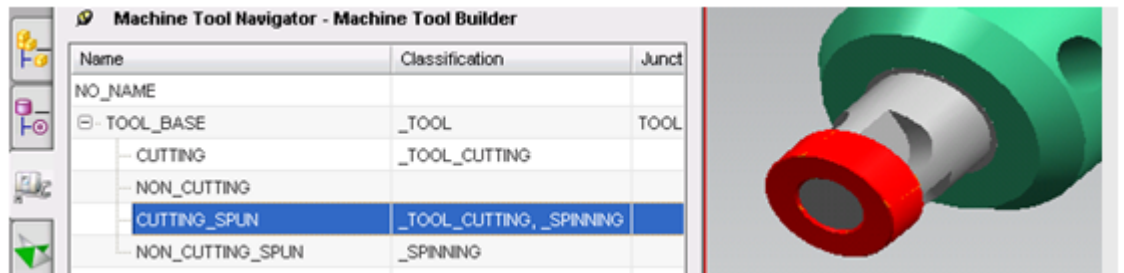 Machine Tool Navigator - Machine Tool Builder
Name Classification Junct
NO_NAME
TOOL_BASE _TOOL TOOL
CUTTING _TOOL_CUTTING
NON_CUTTING
CUTTING_SPUN _TOOL_CUTTING, _SPINNING
NON_CUTTING_SPUN _SPINNING